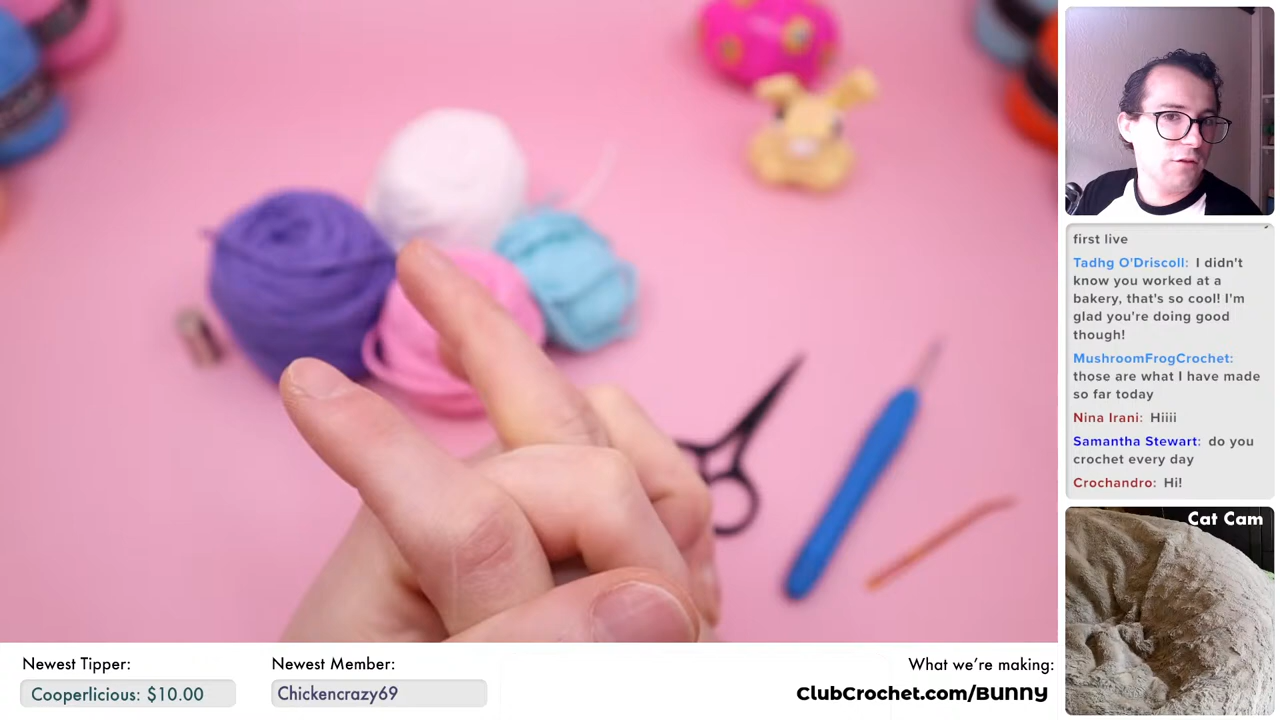 first live
Tadhg O'Driscoll: I didn't
know you worked at a
bakery, that's so cool! I'm
glad you're doing good
though!
MushroomFrogCrochet:
those are what I have made
so far today
Nina Irani: Hiiii
Samantha Stewart: do you
crochet every day
Crochandro: Hi!
Cat Cam
Newest Tipper:
Cooperlicious: $10.00
Newest Member:
Chickencrazy69
What we're making:
ClubCrochet.com/BUNNY